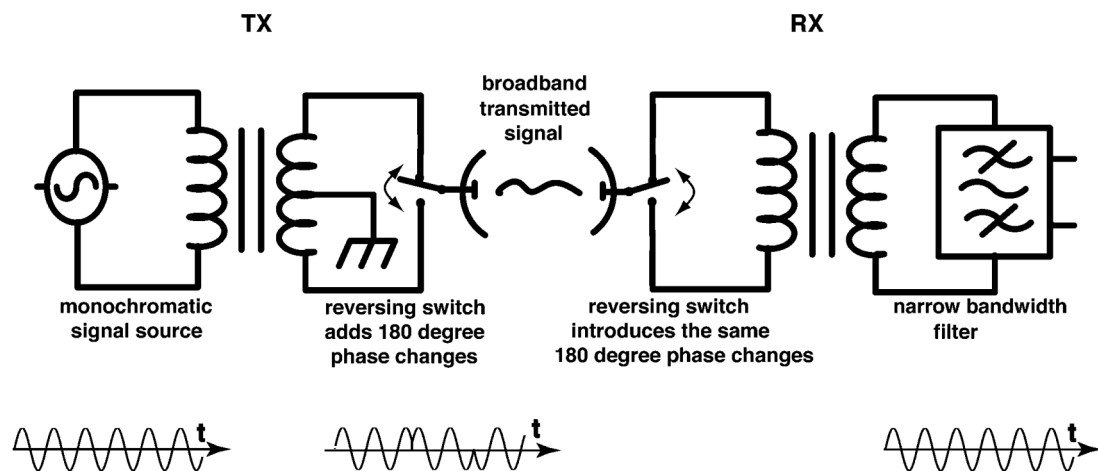 TX
RX
broadband
transmitted
signal
monochromatic
signal source
reversing switch
adds 180 degree
phase changes
reversing switch
introduces the same
180 degree phase changes
narrow bandwidth
filter
t
t
t